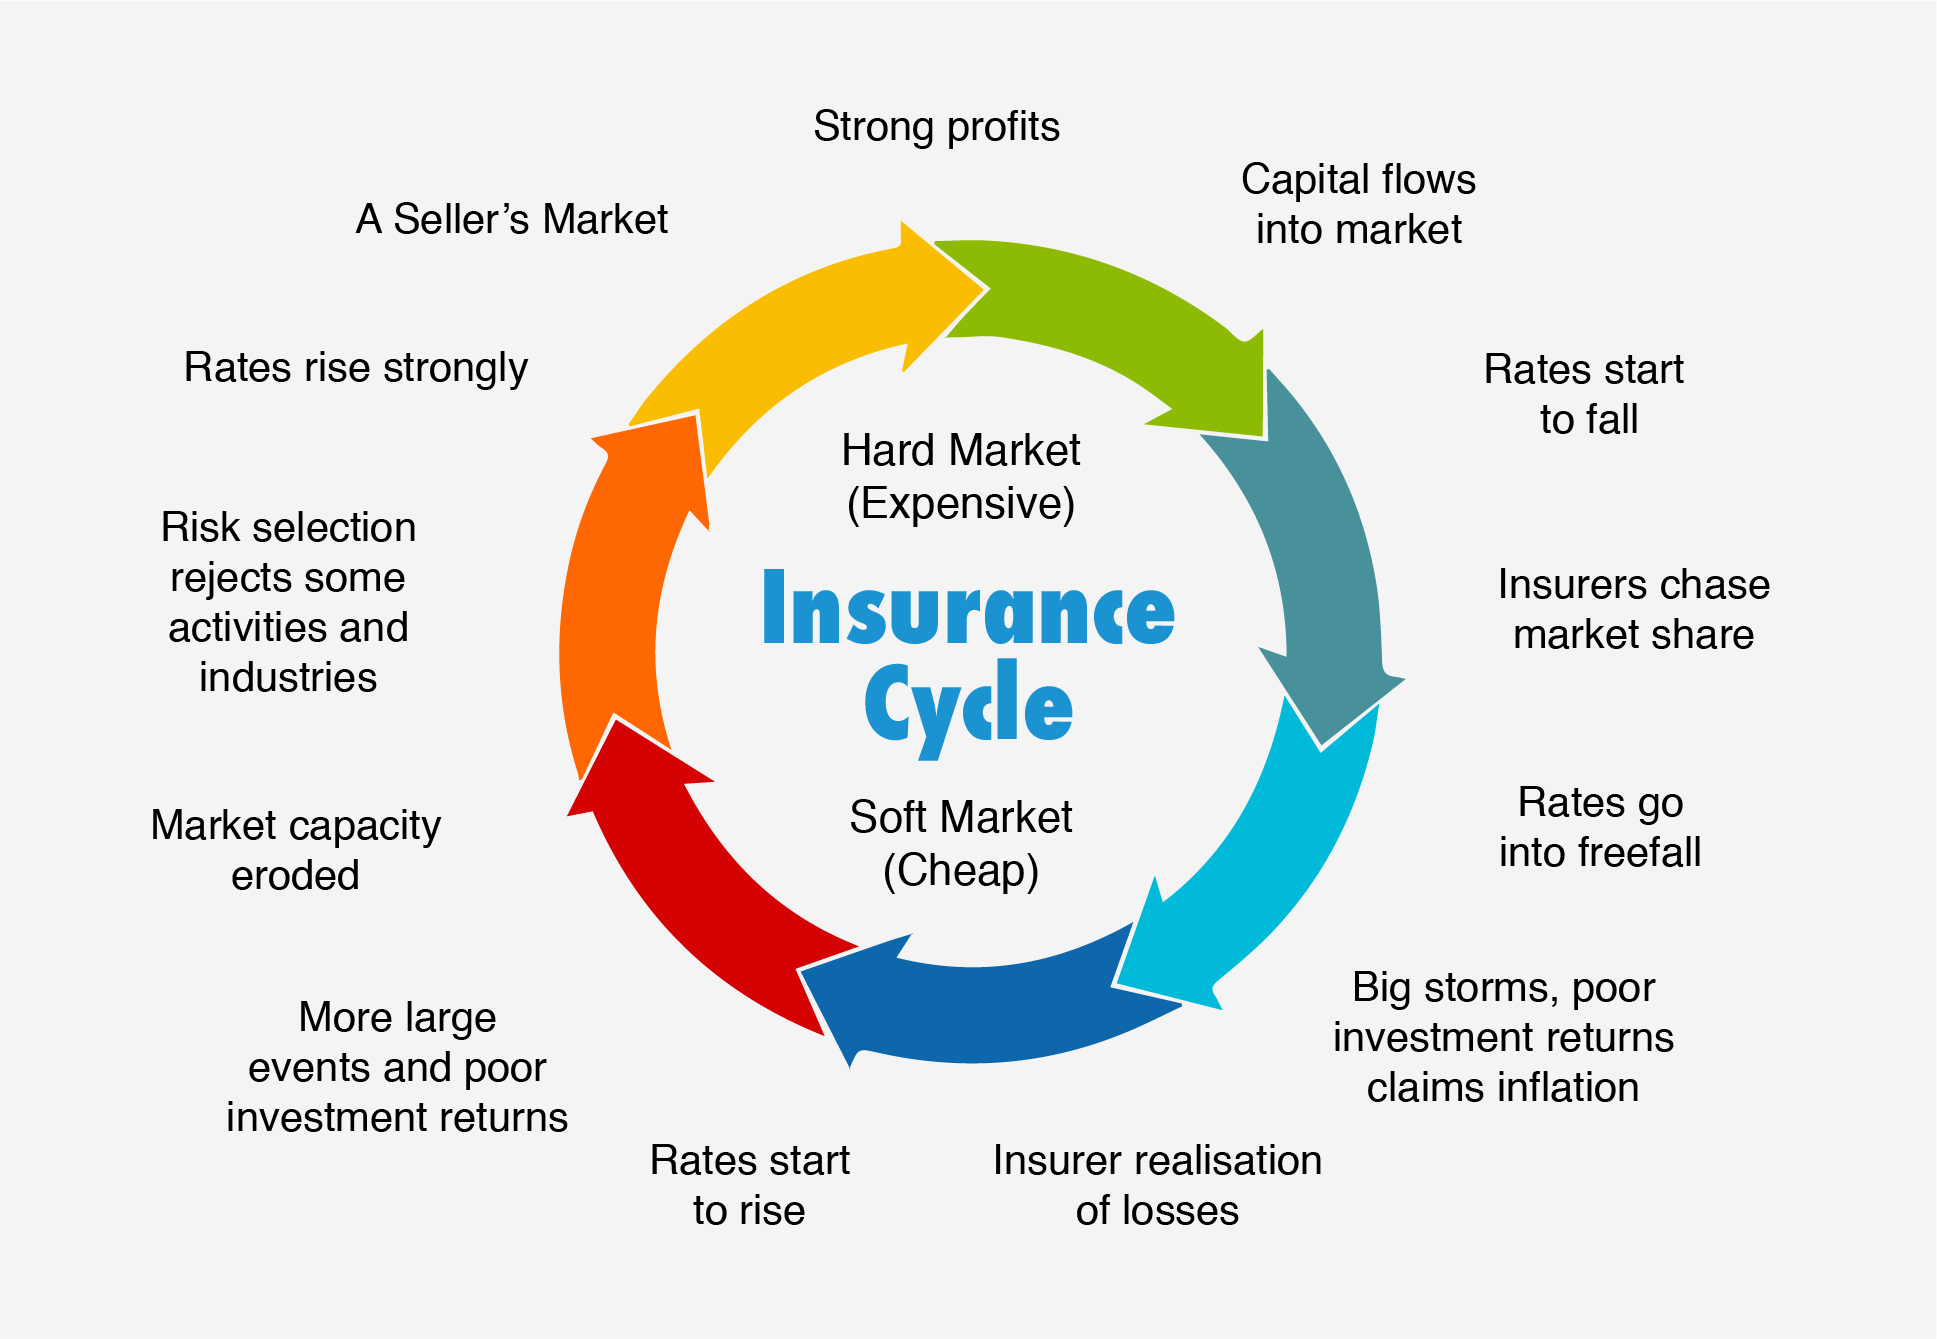 Strong profits
Capital flows
into market
Rates start
to fall
Insurers chase
market share
Rates go
into freefall
Big storms, poor
investment returns
claims inflation
Insurer realisation
of losses
Rates start
to rise
More large
events and poor
investment returns
Market capacity
eroded
Risk selection
rejects some
activities and
industries
Rates rise strongly
A Seller’s Market
Hard Market
(Expensive)
Insurance
Cycle
Soft Market
(Cheap)